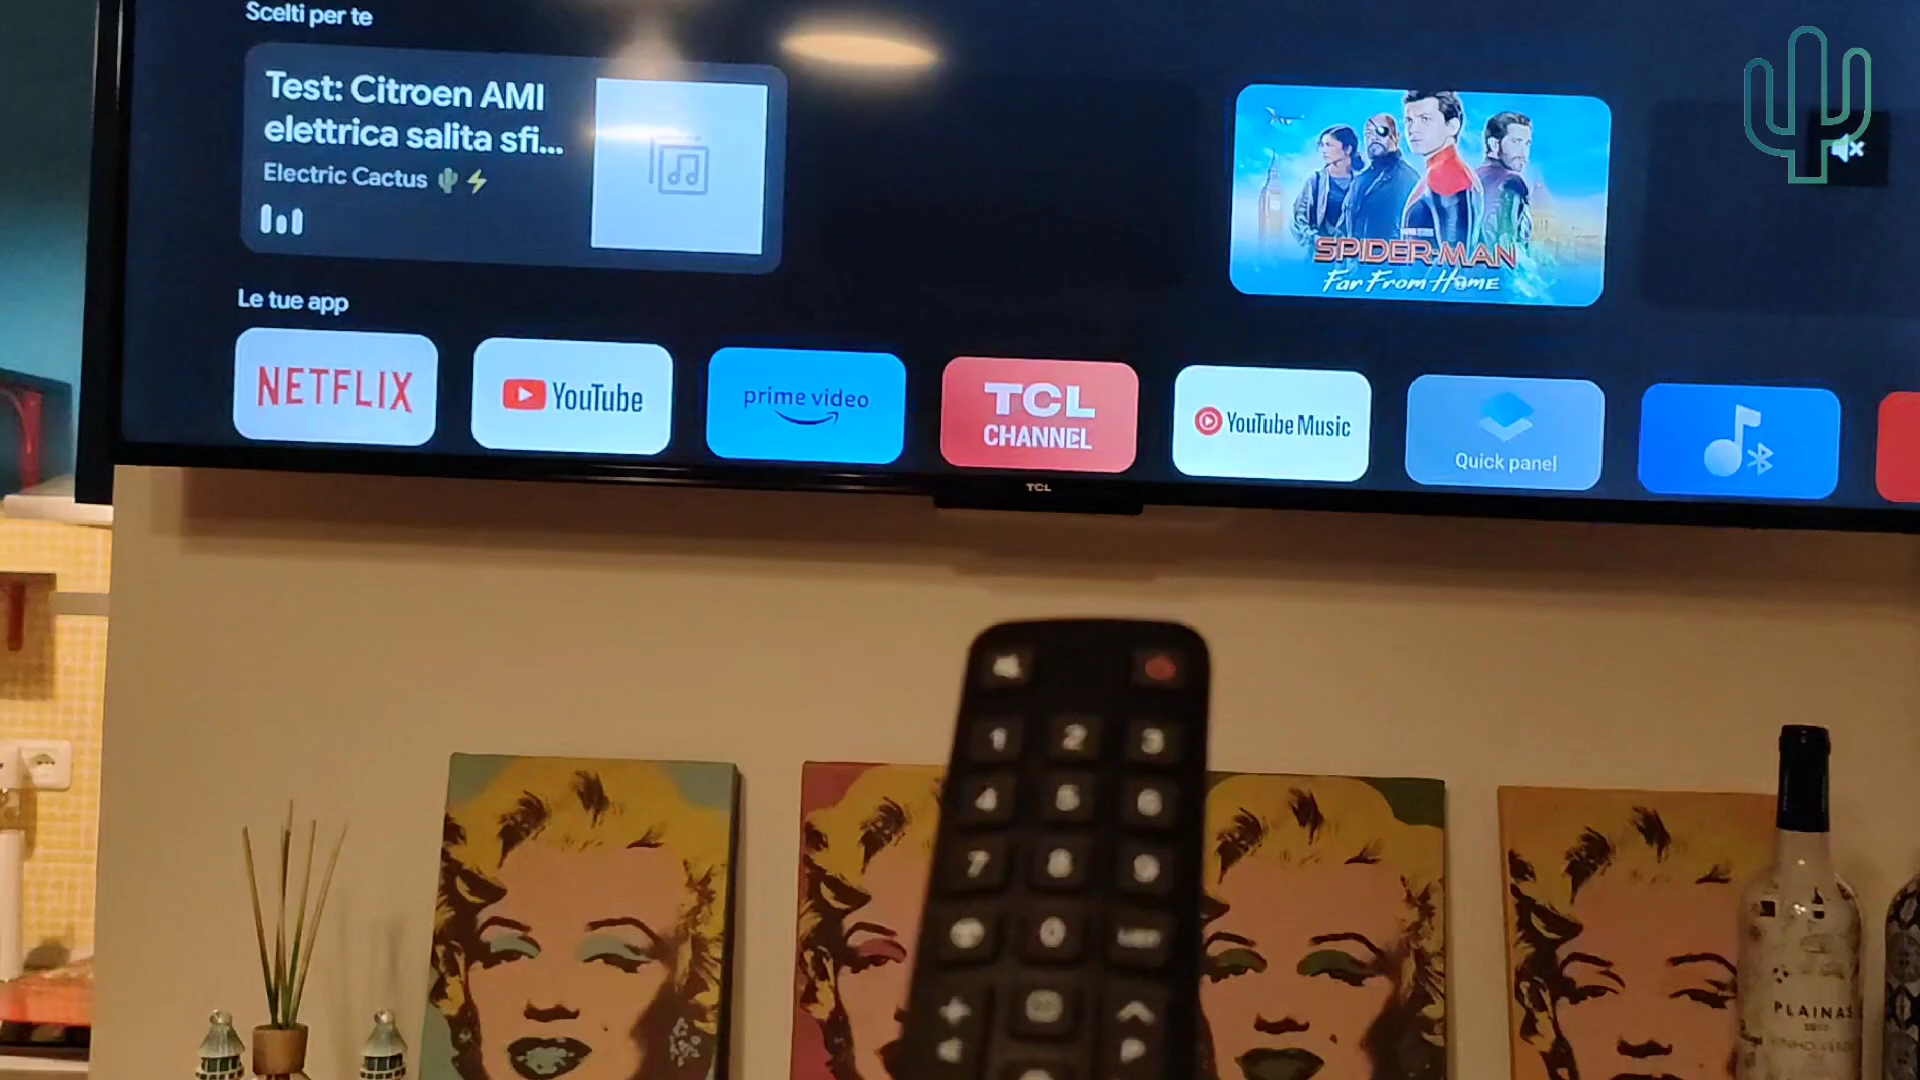 Scelti per te
Test: Citroen AMI
elettrica salita sfi...
Electric Cactus
SPIDER-MAN
Far From Home
Le tue app
NETFLIX
YouTube
prime video
TCL
CHANNEL
YouTube Music
Quick panel
TCL
1 2 3
4 5 6
7 8 9
0
P
PLAINAS
VINHO VERDE